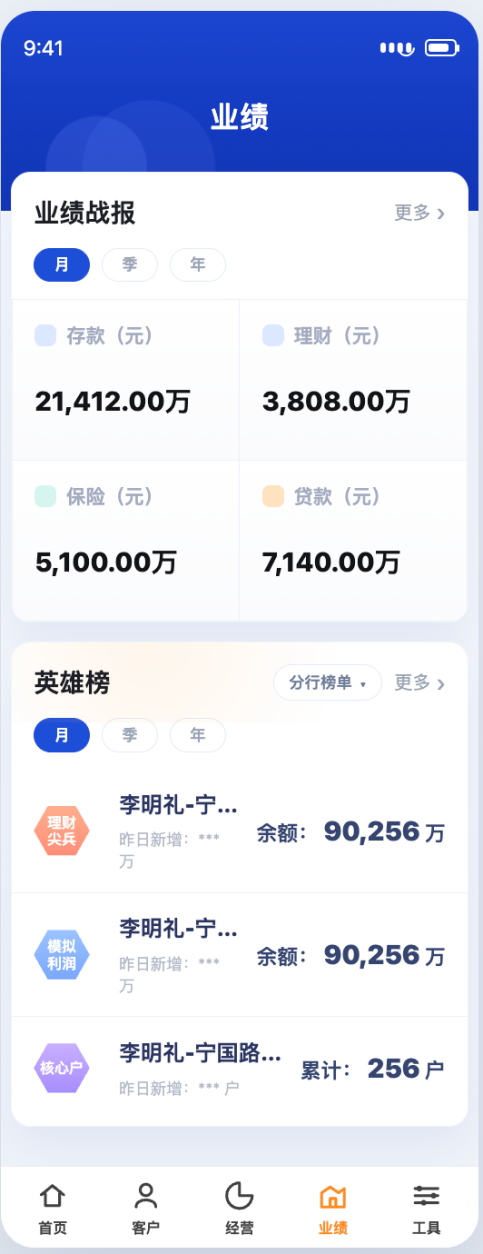 9:41
业绩
业绩战报
更多 ›
月 季 年
存款（元） 理财（元）
21,412.00万 3,808.00万
保险（元） 贷款（元）
5,100.00万 7,140.00万
英雄榜
分行榜单 ▾ 更多 ›
月 季 年
理财
尖兵
李明礼-宁...
昨日新增：***
万
余额： 90,256 万
模拟
利润
李明礼-宁...
昨日新增：***
万
余额： 90,256 万
核心户
李明礼-宁国路...
昨日新增：*** 户
累计： 256 户
首页 客户 经营 业绩 工具